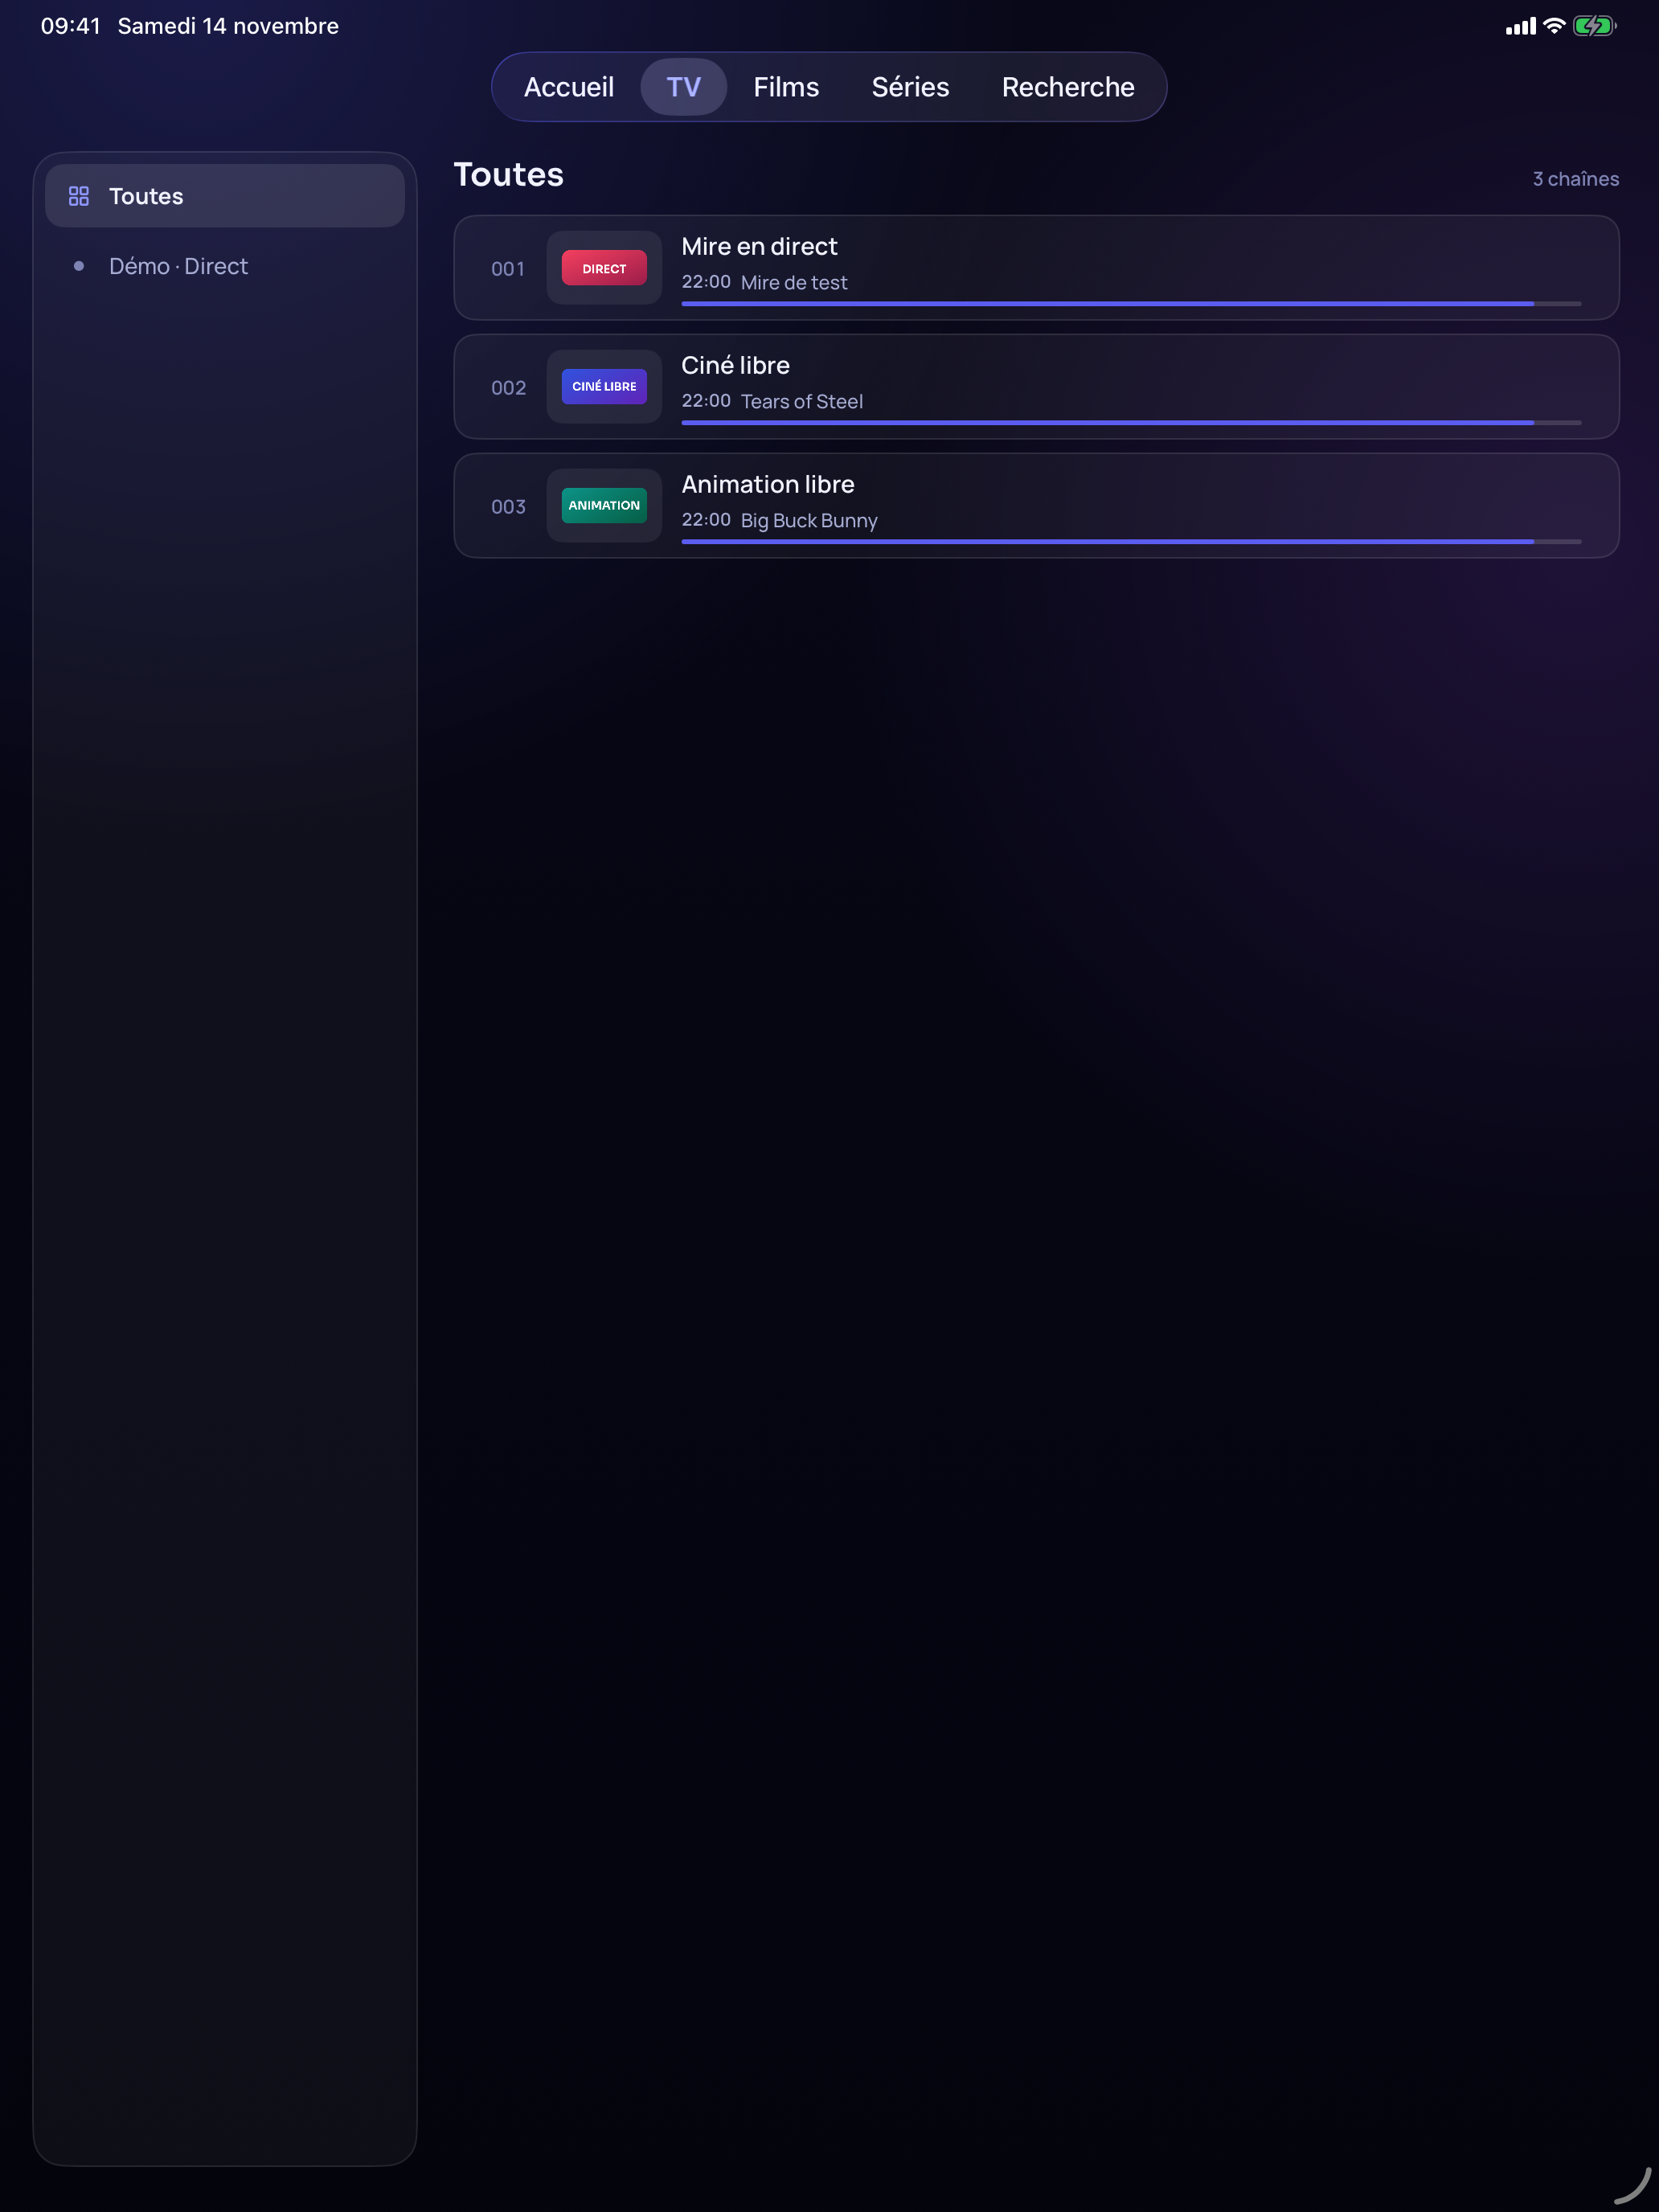 09:41 Samedi 14 novembre
Accueil TV Films Séries Recherche
Toutes
Démo · Direct
Toutes
3 chaînes
001
DIRECT
Mire en direct
22:00 Mire de test
002
CINÉ LIBRE
Ciné libre
22:00 Tears of Steel
003
ANIMATION
Animation libre
22:00 Big Buck Bunny